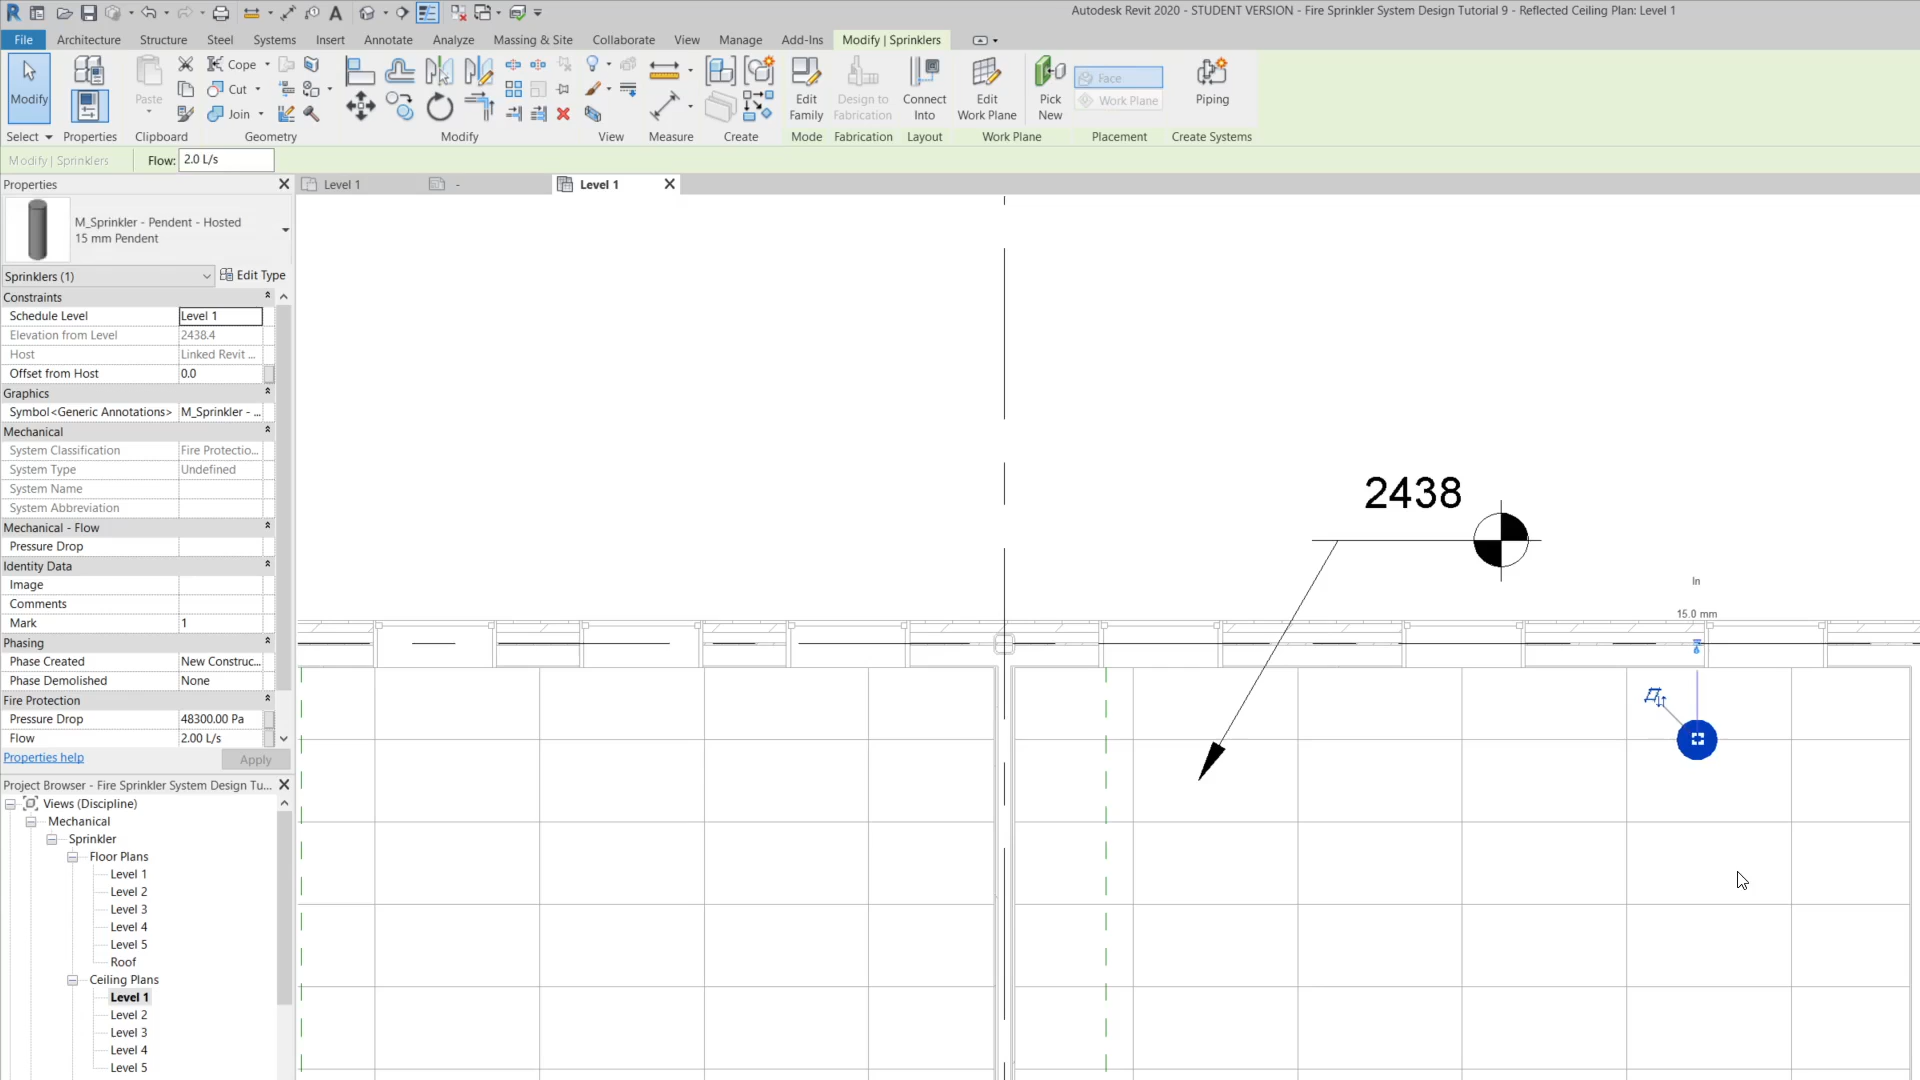 Autodesk Revit 2020 - STUDENT VERSION - Fire Sprinkler System Design Tutorial 9 - Reflected Ceiling Plan: Level 1
File Architecture Structure Steel Systems Insert Annotate Analyze Massing & Site Collaborate View Manage Add-Ins Modify | Sprinklers
Modify
Paste
Cope
Cut
Join
Edit Family
Design to Fabrication
Connect Into
Edit Work Plane
Pick New
Face
Work Plane
Piping
Select Properties Clipboard Geometry Modify View Measure Create Mode Fabrication Layout Work Plane Placement Create Systems
Modify | Sprinklers Flow: 2.0 L/s
Properties
Level 1 - Level 1
M_Sprinkler - Pendent - Hosted
15 mm Pendent
Sprinklers (1) Edit Type
Constraints
Schedule Level Level 1
Elevation from Level 2438.4
Host Linked Revit ...
Offset from Host 0.0
Graphics
Symbol<Generic Annotations> M_Sprinkler - ...
Mechanical
System Classification Fire Protectio...
System Type Undefined
System Name
System Abbreviation
Mechanical - Flow
Pressure Drop
Identity Data
Image
Comments
Mark 1
Phasing
Phase Created New Construc...
Phase Demolished None
Fire Protection
Pressure Drop 48300.00 Pa
Flow 2.00 L/s
Properties help Apply
Project Browser - Fire Sprinkler System Design Tu...
Views (Discipline)
Mechanical
Sprinkler
Floor Plans
Level 1
Level 2
Level 3
Level 4
Level 5
Roof
Ceiling Plans
Level 1
Level 2
Level 3
Level 4
Level 5
2438
In
15.0 mm